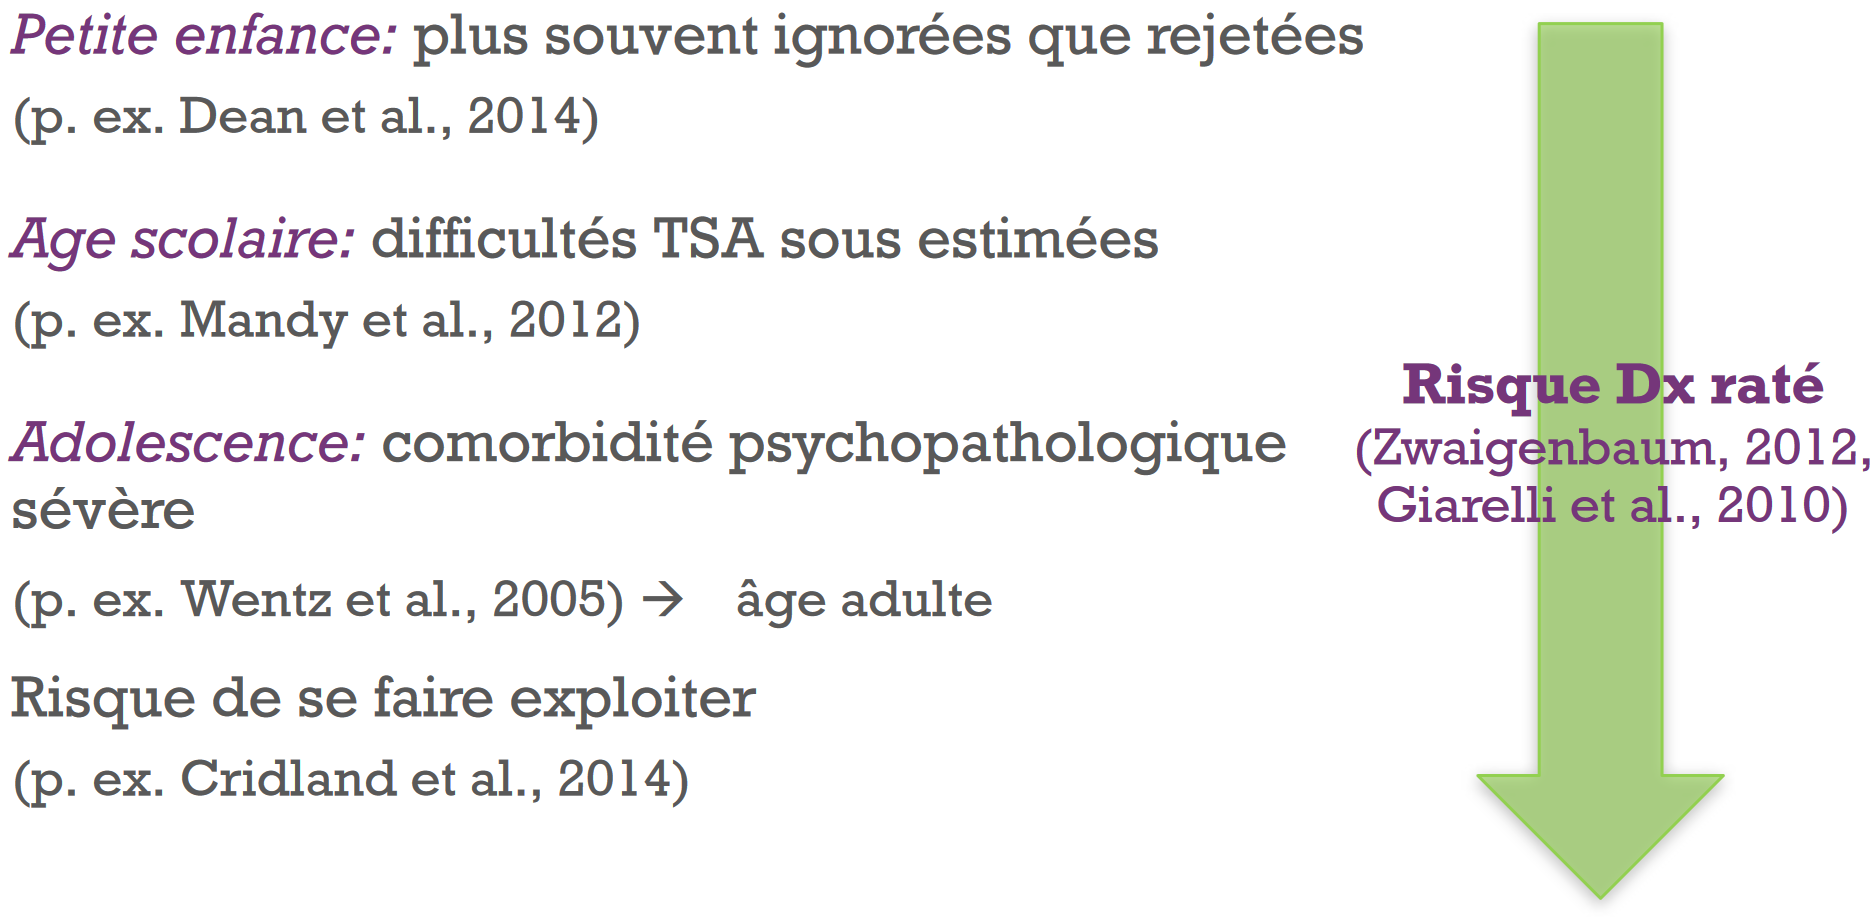 Petite enfance: plus souvent ignorées que rejetées
(p. ex. Dean et al., 2014)
Age scolaire: difficultés TSA sous estimées
(p. ex. Mandy et al., 2012)
Adolescence: comorbidité psychopathologique
sévère
(p. ex. Wentz et al., 2005) → âge adulte
Risque de se faire exploiter
(p. ex. Cridland et al., 2014)
Risque Dx raté
(Zwaigenbaum, 2012,
Giarelli et al., 2010)